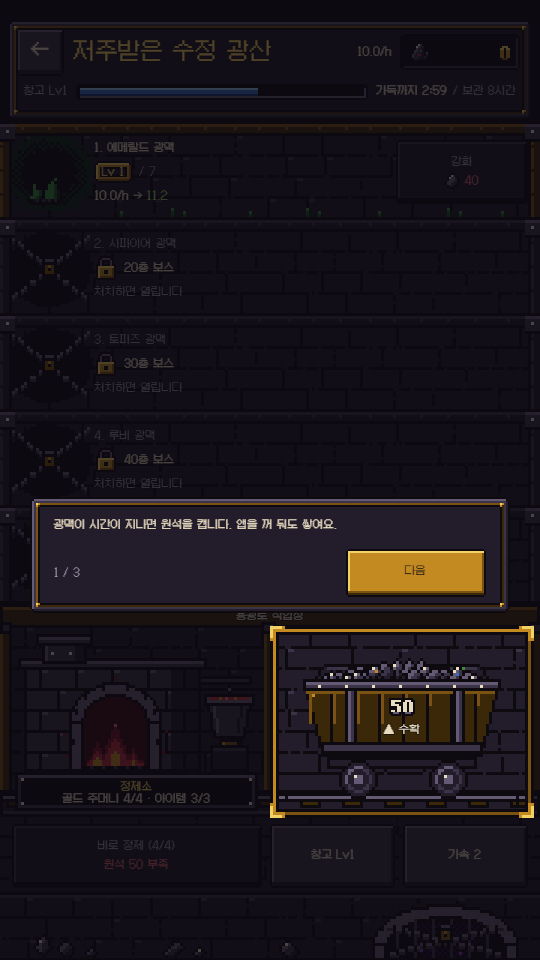 저주받은 수정 광산
10.0/h
0
창고 Lv1
가득까지 2:59 / 보관 8시간
1. 에메랄드 광맥
Lv 1 / 7
10.0/h → 11.2
강화
40
2. 사파이어 광맥
20층 보스
처치하면 열립니다
3. 토파즈 광맥
30층 보스
처치하면 열립니다
4. 루비 광맥
40층 보스
처치하면 열립니다
광맥이 시간이 지나면 원석을 캡니다. 앱을 꺼 둬도 쌓여요.
1 / 3
다음
50
▲ 수확
정제소
골드 주머니 4/4 · 아이템 3/3
바로 정제 (4/4)
원석 50 부족
창고 Lv1
가속 2